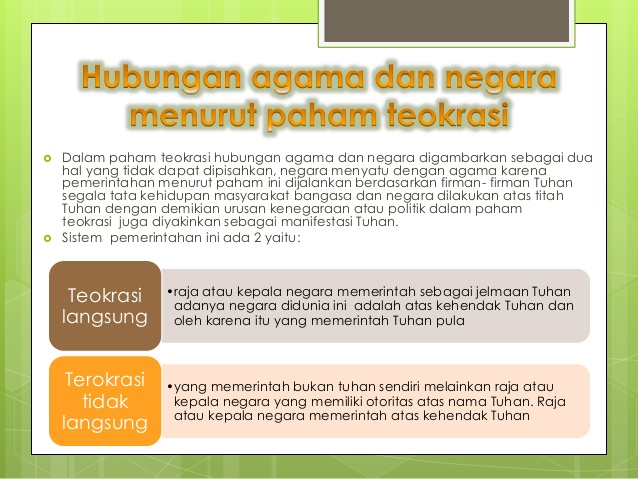 Hubungan agama dan negara
menurut paham teokrasi
Dalam paham teokrasi hubungan agama dan negara digambarkan sebagai dua
hal yang tidak dapat dipisahkan, negara menyatu dengan agama karena
pemerintahan menurut paham ini dijalankan berdasarkan firman- firman Tuhan
segala tata kehidupan masyarakat bangasa dan negara dilakukan atas titah
Tuhan dengan demikian urusan kenegaraan atau politik dalam paham
teokrasi juga diyakinkan sebagai manifestasi Tuhan.
Sistem pemerintahan ini ada 2 yaitu:
Teokrasi
langsung
•raja atau kepala negara memerintah sebagai jelmaan Tuhan
adanya negara didunia ini adalah atas kehendak Tuhan dan
oleh karena itu yang memerintah Tuhan pula
Terokrasi
tidak
langsung
•yang memerintah bukan tuhan sendiri melainkan raja atau
kepala negara yang memiliki otoritas atas nama Tuhan. Raja
atau kepala negara memerintah atas kehendak Tuhan